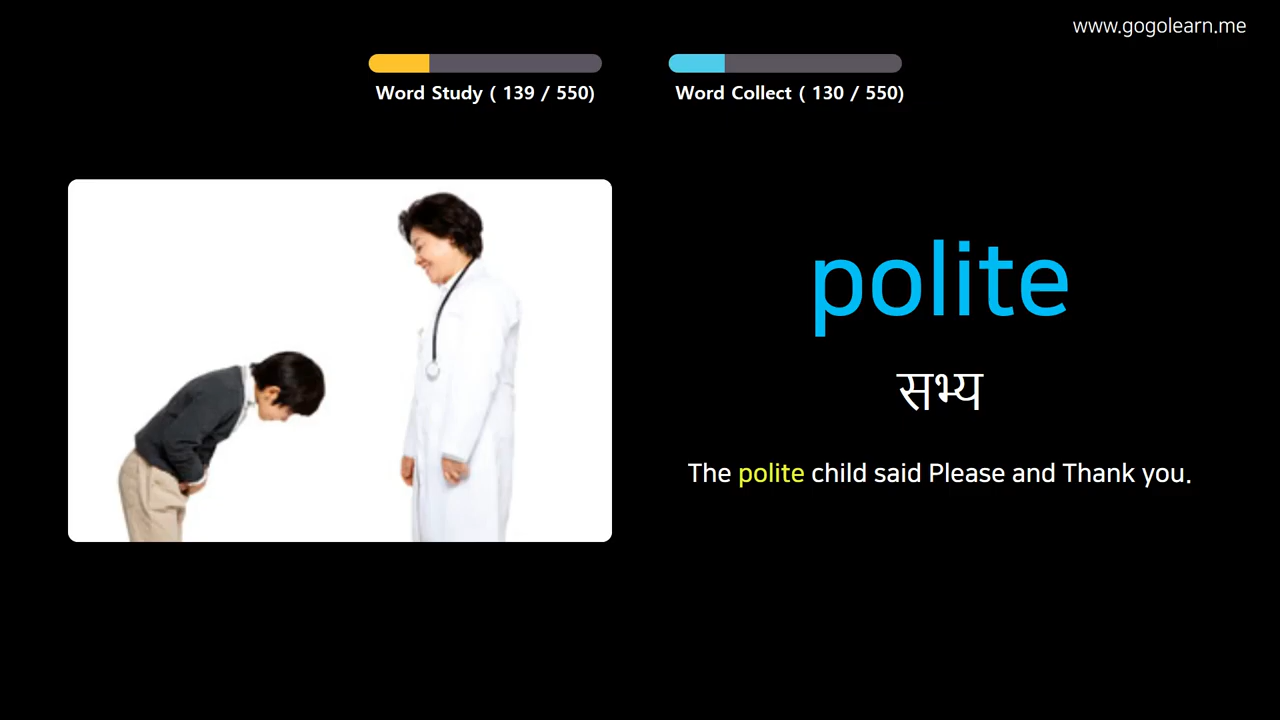 www.gogolearn.me
Word Study ( 139 / 550)
Word Collect ( 130 / 550)
polite
सभ्य
The polite child said Please and Thank you.